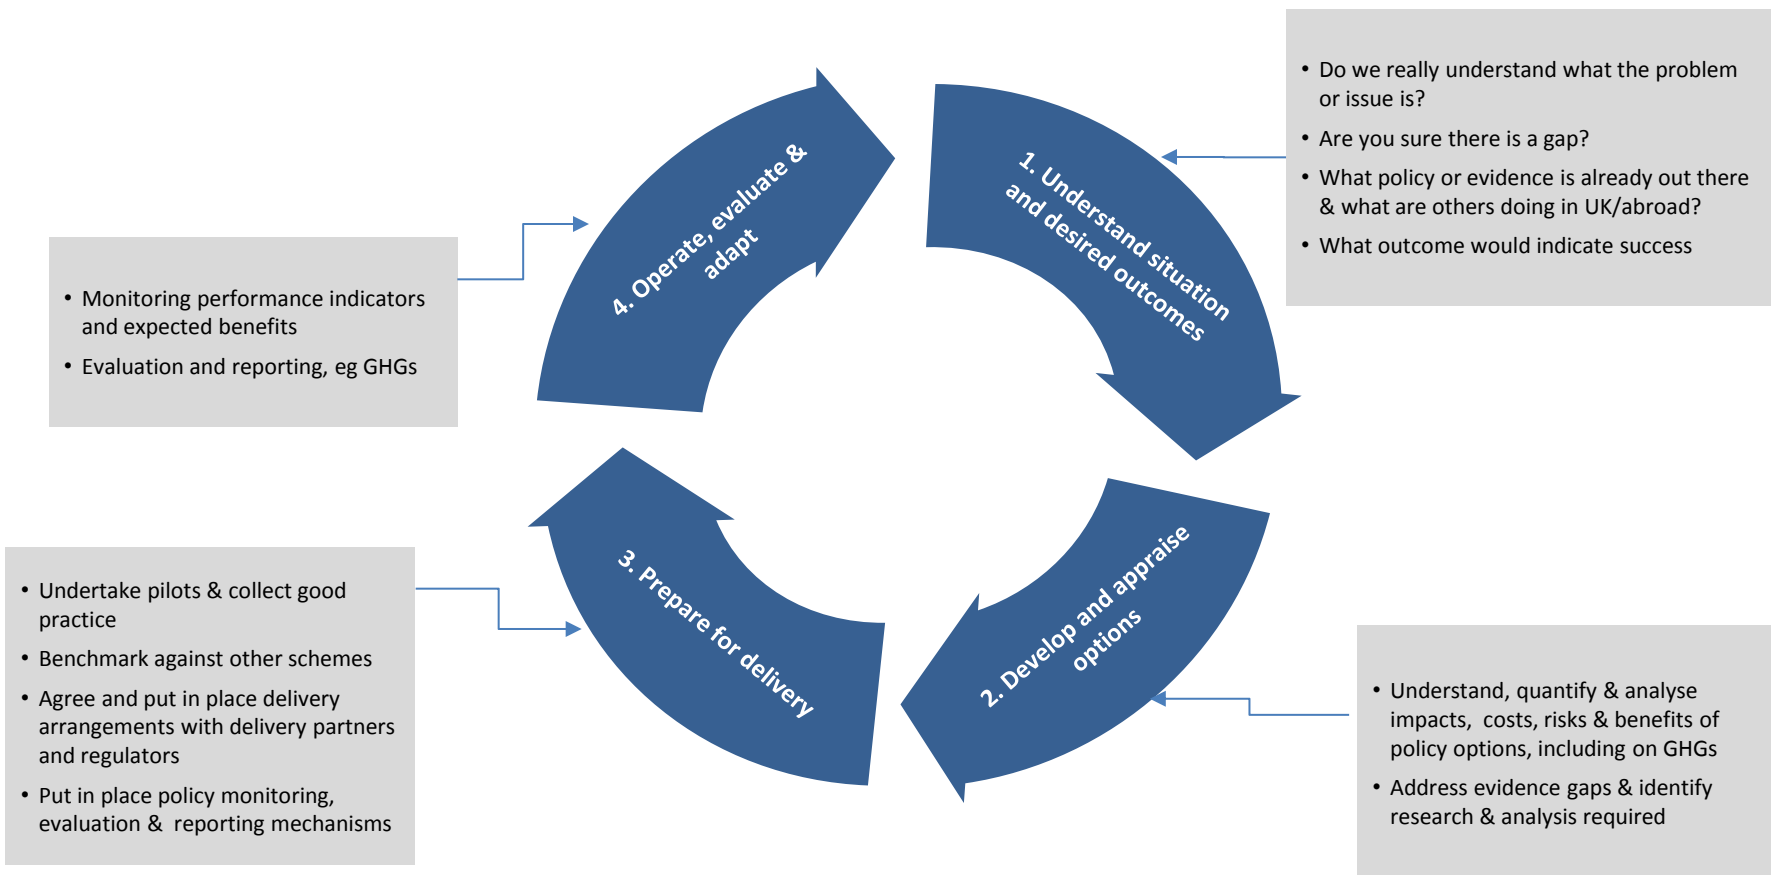 • Do we really understand what the problem
or issue is?
• Are you sure there is a gap?
• What policy or evidence is already out there
& what are others doing in UK/abroad?
• What outcome would indicate success
1. Understand situation
and desired outcomes
2. Develop and appraise
options
• Understand, quantify & analyse
impacts, costs, risks & benefits of
policy options, including on GHGs
• Address evidence gaps & identify
research & analysis required
3. Prepare for delivery
• Undertake pilots & collect good
practice
• Benchmark against other schemes
• Agree and put in place delivery
arrangements with delivery partners
and regulators
• Put in place policy monitoring,
evaluation & reporting mechanisms
4. Operate, evaluate &
adapt
• Monitoring performance indicators
and expected benefits
• Evaluation and reporting, eg GHGs